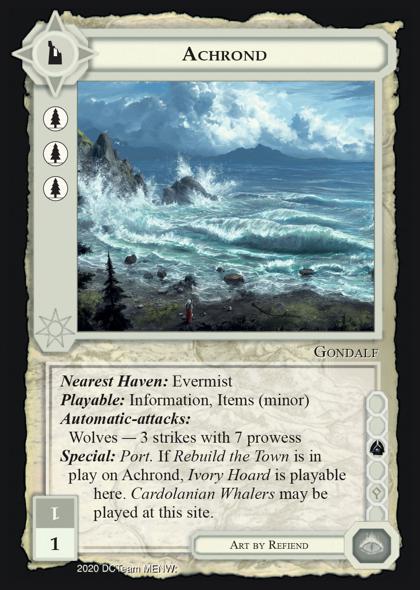 ACHROND
GONDALF
Nearest Haven: Evermist
Playable: Information, Items (minor)
Automatic-attacks:
Wolves — 3 strikes with 7 prowess
Special: Port. If Rebuild the Town is in
play on Achrond, Ivory Hoard is playable
here. Cardolanian Whalers may be
played at this site.
1
1
ART BY REFIEND
2020 DCTeam MENW: